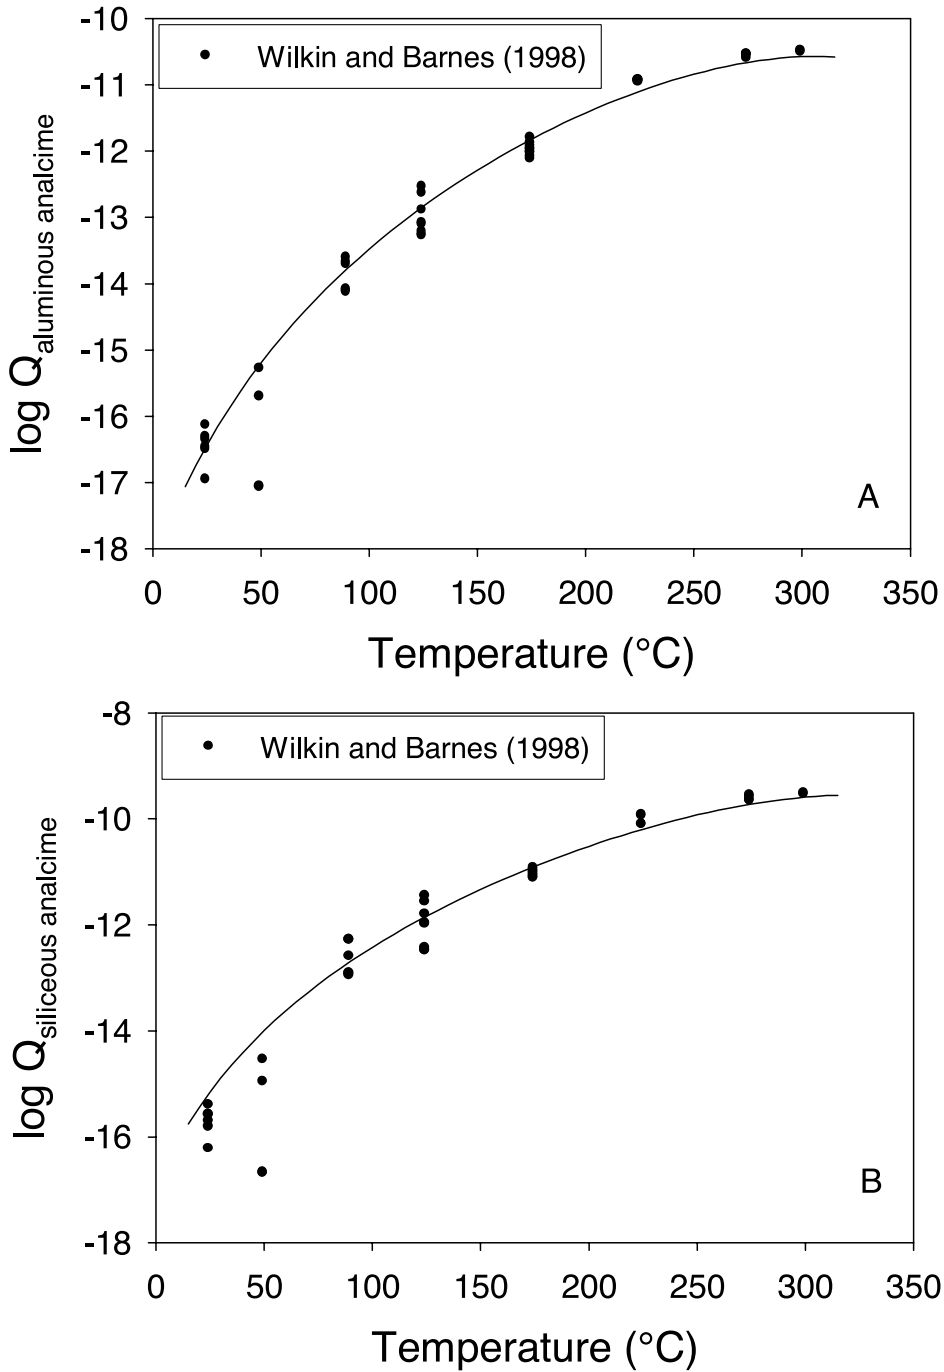 -10
Wilkin and Barnes (1998)
-11
-12
-13
-14
-15
-16
-17
-18
log Q aluminous analcime
A
0 50 100 150 200 250 300 350
Temperature (°C)
-8
Wilkin and Barnes (1998)
-10
-12
-14
-16
-18
log Q siliceous analcime
B
0 50 100 150 200 250 300 350
Temperature (°C)